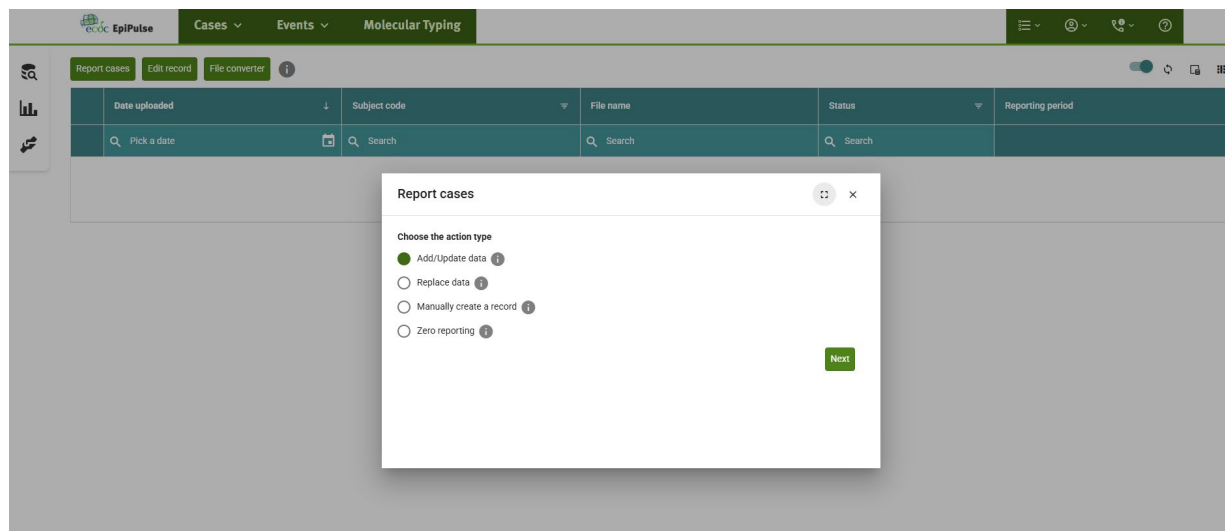 ecdc EpiPulse Cases Events Molecular Typing
Report cases Edit record File converter
Date uploaded Subject code File name Status Reporting period
Pick a date Search Search Search
Report cases
Choose the action type
Add/Update data
Replace data
Manually create a record
Zero reporting
Next